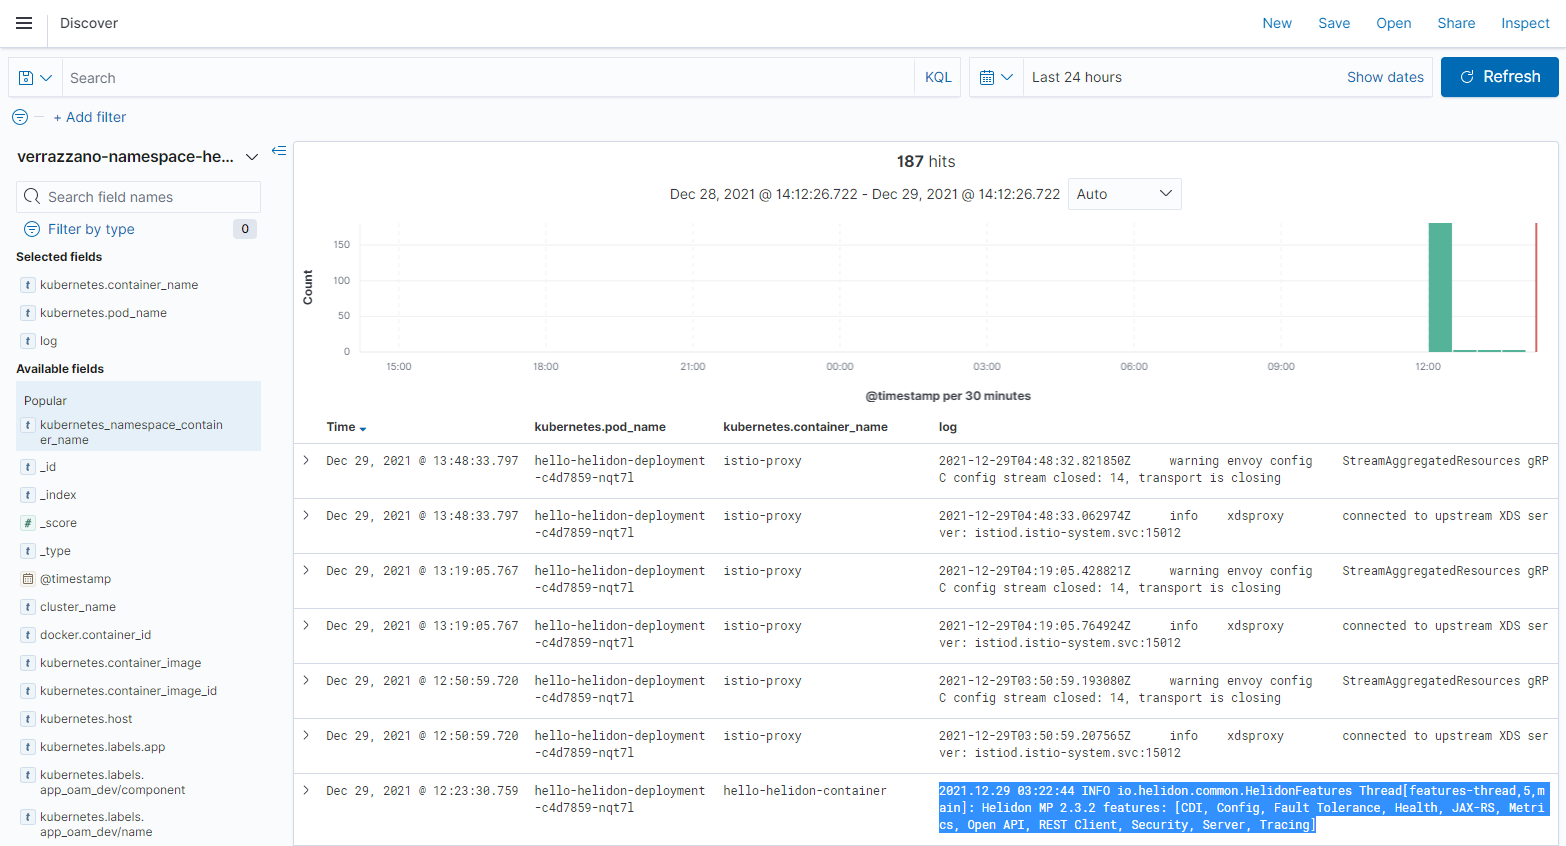 Discover
New Save Open Share Inspect
Search KQL Last 24 hours Show dates Refresh
+ Add filter
verrazzano-namespace-he...
Search field names
Filter by type 0
Selected fields
t kubernetes.container_name
t kubernetes.pod_name
t log
Available fields
Popular
t kubernetes_namespace_contain
er_name
t _id
t _index
# _score
t _type
@timestamp
t cluster_name
t docker.container_id
t kubernetes.container_image
t kubernetes.container_image_id
t kubernetes.host
t kubernetes.labels.app
t kubernetes.labels.
app_oam_dev/component
t kubernetes.labels.
app_oam_dev/name
187 hits
Dec 28, 2021 @ 14:12:26.722 - Dec 29, 2021 @ 14:12:26.722 Auto
Count
150
100
50
0
15:00 18:00 21:00 00:00 03:00 06:00 09:00 12:00
@timestamp per 30 minutes
Time kubernetes.pod_name kubernetes.container_name log
Dec 29, 2021 @ 13:48:33.797 hello-helidon-deployment istio-proxy 2021-12-29T04:48:32.821850Z warning envoy config StreamAggregatedResources gRP
-c4d7859-nqt7l C config stream closed: 14, transport is closing
Dec 29, 2021 @ 13:48:33.797 hello-helidon-deployment istio-proxy 2021-12-29T04:48:33.062974Z info xdsproxy connected to upstream XDS ser
-c4d7859-nqt7l ver: istiod.istio-system.svc:15012
Dec 29, 2021 @ 13:19:05.767 hello-helidon-deployment istio-proxy 2021-12-29T04:19:05.428821Z warning envoy config StreamAggregatedResources gRP
-c4d7859-nqt7l C config stream closed: 14, transport is closing
Dec 29, 2021 @ 13:19:05.767 hello-helidon-deployment istio-proxy 2021-12-29T04:19:05.764924Z info xdsproxy connected to upstream XDS ser
-c4d7859-nqt7l ver: istiod.istio-system.svc:15012
Dec 29, 2021 @ 12:50:59.720 hello-helidon-deployment istio-proxy 2021-12-29T03:50:59.193080Z warning envoy config StreamAggregatedResources gRP
-c4d7859-nqt7l C config stream closed: 14, transport is closing
Dec 29, 2021 @ 12:50:59.720 hello-helidon-deployment istio-proxy 2021-12-29T03:50:59.207565Z info xdsproxy connected to upstream XDS ser
-c4d7859-nqt7l ver: istiod.istio-system.svc:15012
Dec 29, 2021 @ 12:23:30.759 hello-helidon-deployment hello-helidon-container 2021.12.29 03:22:44 INFO io.helidon.common.HelidonFeatures Thread[features-thread,5,m
-c4d7859-nqt7l ain]: Helidon MP 2.3.2 features: [CDI, Config, Fault Tolerance, Health, JAX-RS, Metri
cs, Open API, REST Client, Security, Server, Tracing]